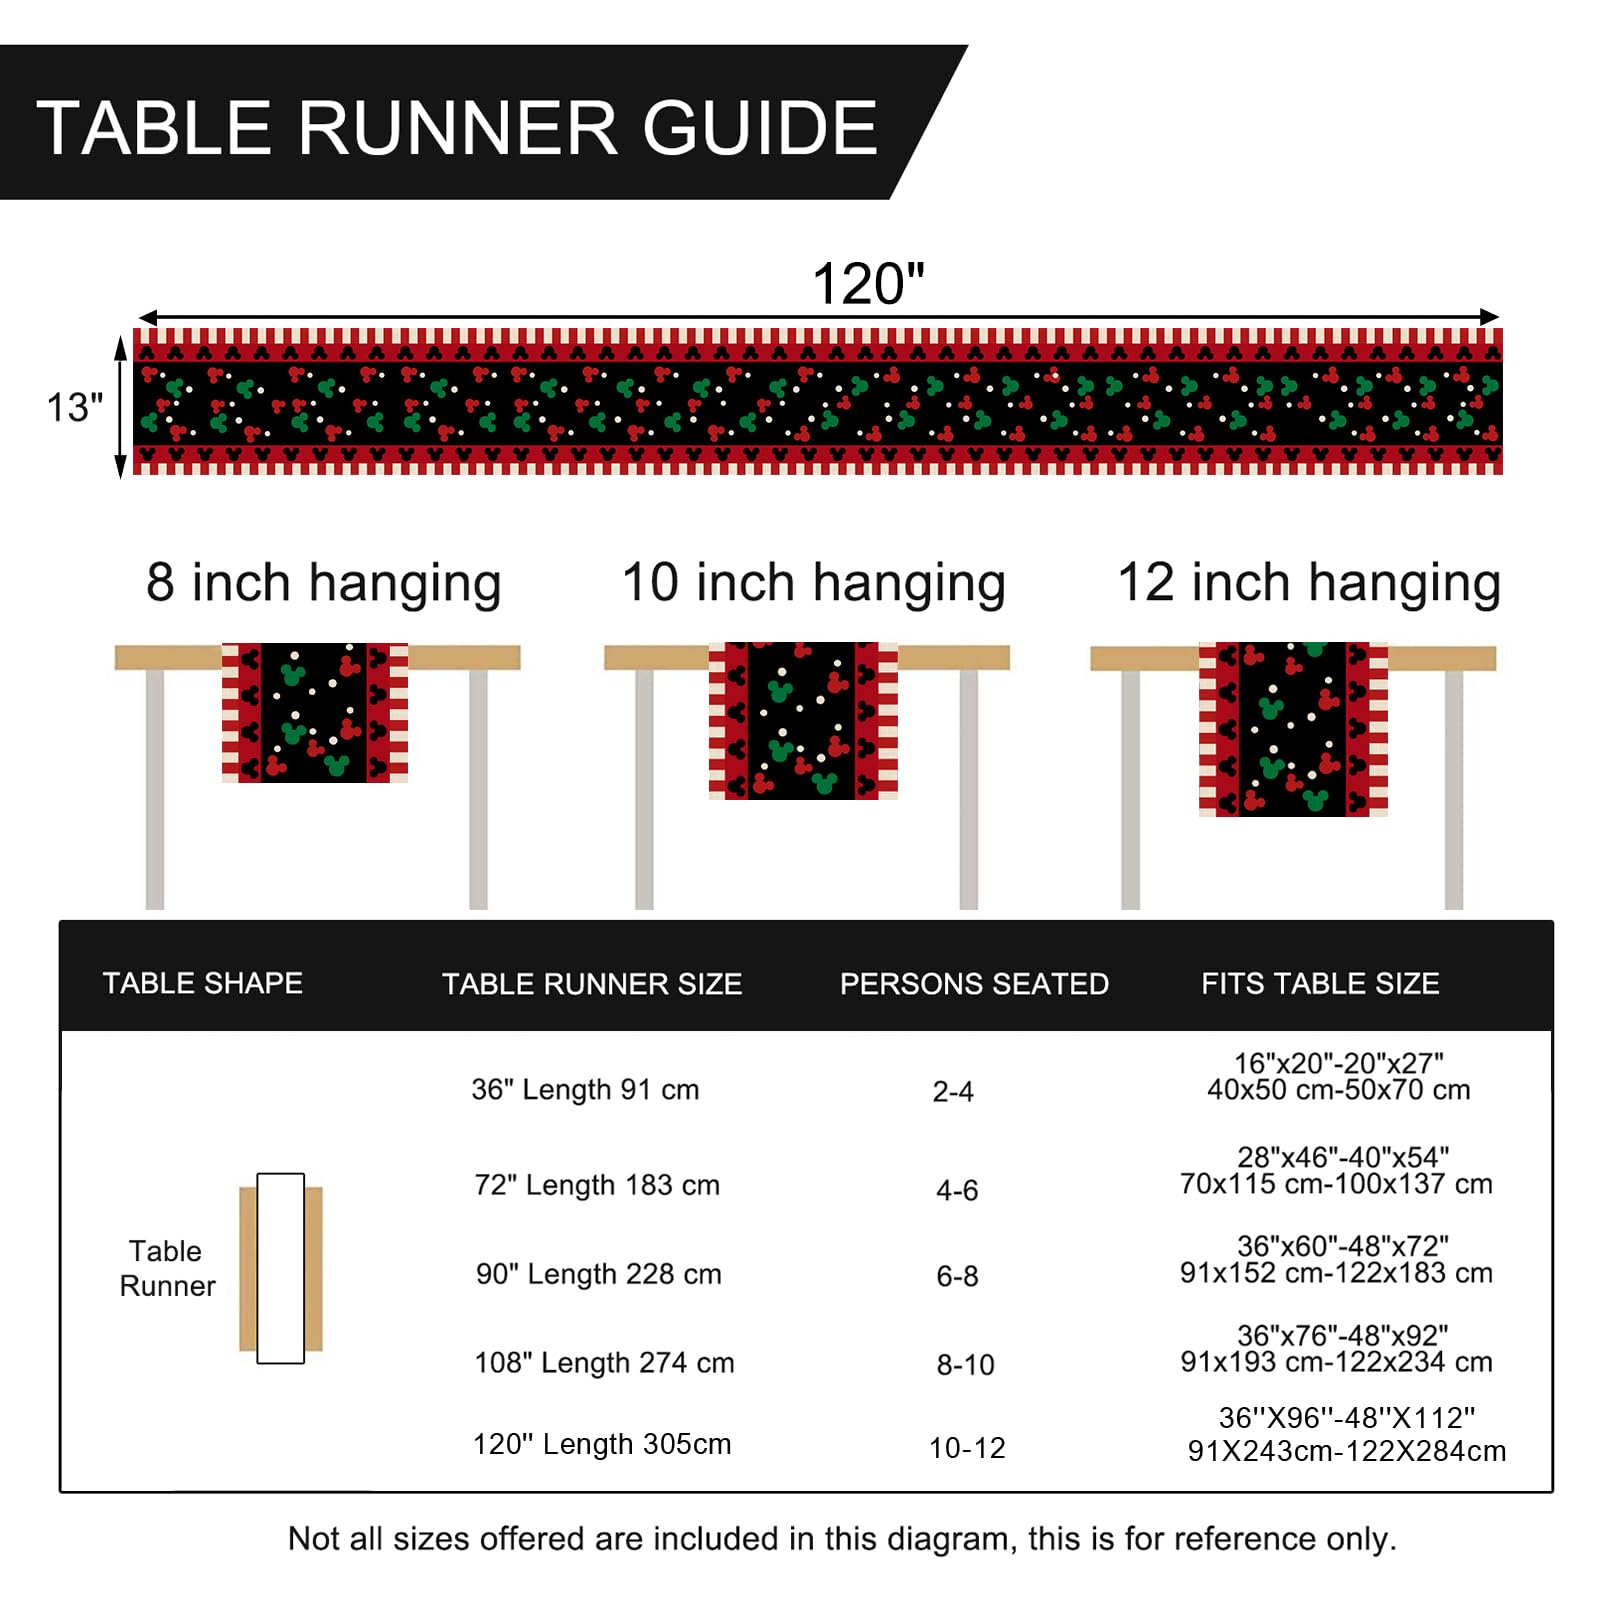 TABLE RUNNER GUIDE
120"
13"
8 inch hanging
10 inch hanging
12 inch hanging
TABLE SHAPE
TABLE RUNNER SIZE
PERSONS SEATED
FITS TABLE SIZE
Table
Runner
36" Length 91 cm
2-4
16"x20"-20"x27"
40x50 cm-50x70 cm
72" Length 183 cm
4-6
28"x46"-40"x54"
70x115 cm-100x137 cm
90" Length 228 cm
6-8
36"x60"-48"x72"
91x152 cm-122x183 cm
108" Length 274 cm
8-10
36"x76"-48"x92"
91x193 cm-122x234 cm
120'' Length 305cm
10-12
36''X96''-48''X112''
91X243cm-122X284cm
Not all sizes offered are included in this diagram, this is for reference only.